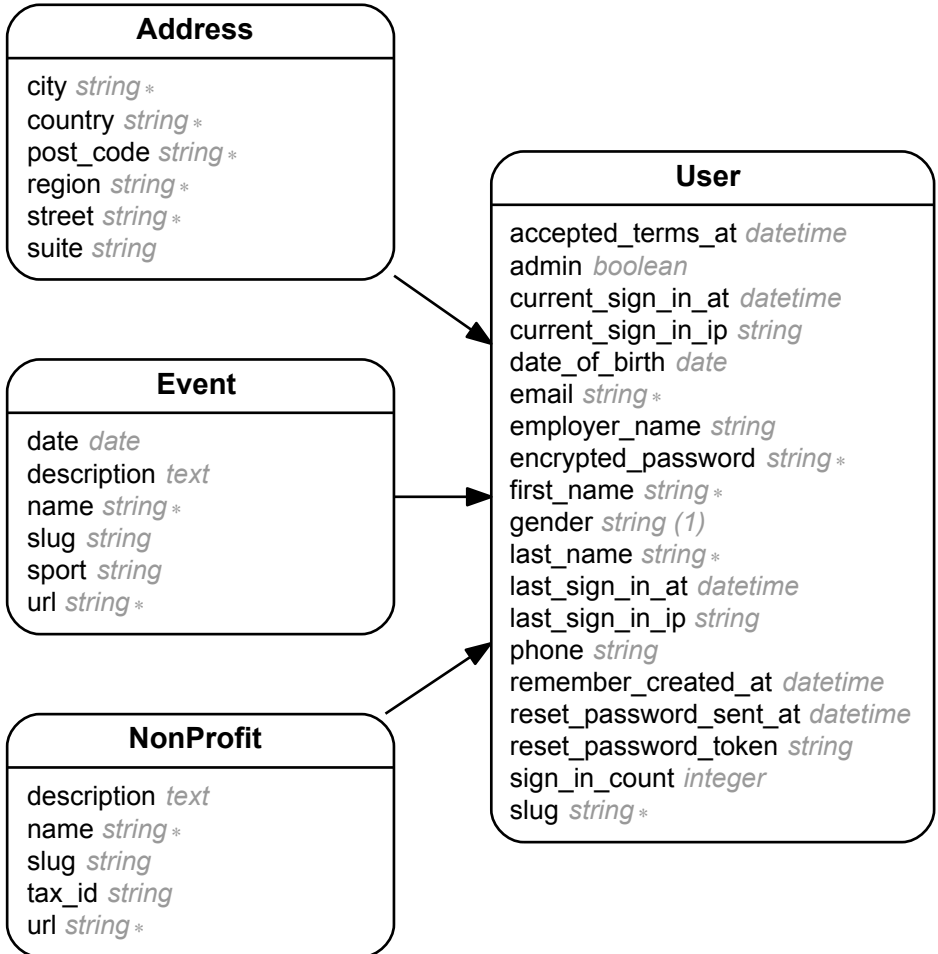 Address
city string *
country string *
post_code string *
region string *
street string *
suite string
Event
date date
description text
name string *
slug string
sport string
url string *
NonProfit
description text
name string *
slug string
tax_id string
url string *
User
accepted_terms_at datetime
admin boolean
current_sign_in_at datetime
current_sign_in_ip string
date_of_birth date
email string *
employer_name string
encrypted_password string *
first_name string *
gender string (1)
last_name string *
last_sign_in_at datetime
last_sign_in_ip string
phone string
remember_created_at datetime
reset_password_sent_at datetime
reset_password_token string
sign_in_count integer
slug string *